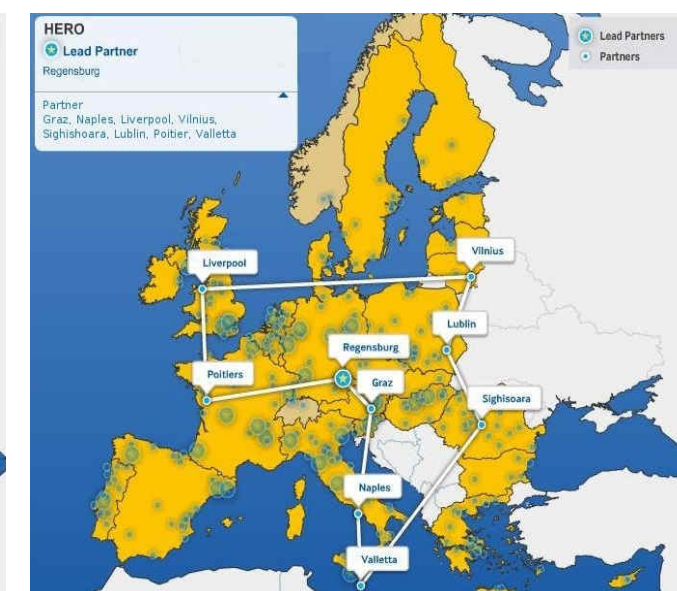 HERO
Lead Partner
Regensburg
Partner
Graz, Naples, Liverpool, Vilnius,
Sighishoara, Lublin, Poitier, Valletta
Lead Partners
Partners
Vilnius
Liverpool
Lublin
Regensburg
Poitiers
Graz
Sighisoara
Naples
Valletta